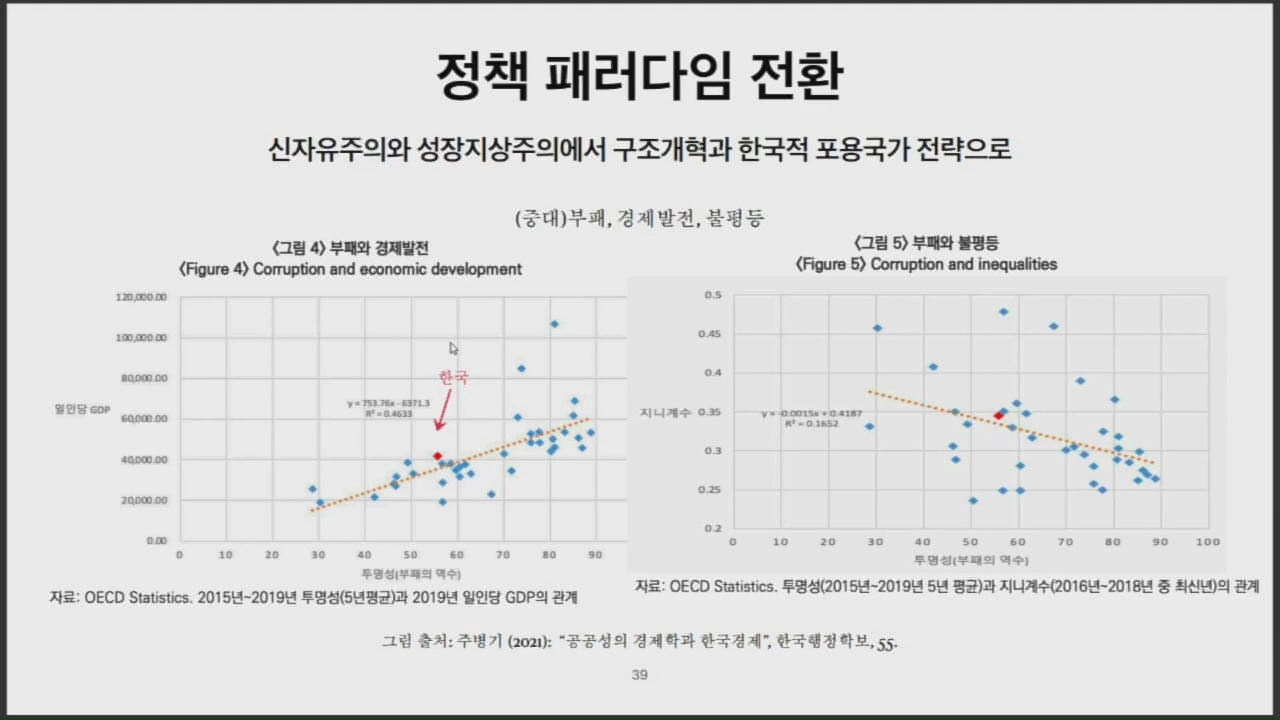 정책 패러다임 전환
신자유주의와 성장지상주의에서 구조개혁과 한국적 포용국가 전략으로
(중대)부패, 경제발전, 불평등
〈그림 4〉 부패와 경제발전
〈Figure 4〉 Corruption and economic development
120,000.00
100,000.00
80,000.00
60,000.00
40,000.00
20,000.00
0.00
일인당 GDP
한국
y = 753.76x - 6371.3
R² = 0.4633
0 10 20 30 40 50 60 70 80 90
투명성(부패의 역수)
자료: OECD Statistics. 2015년~2019년 투명성(5년평균)과 2019년 일인당 GDP의 관계
〈그림 5〉 부패와 불평등
〈Figure 5〉 Corruption and inequalities
0.5
0.45
0.4
0.35
0.3
0.25
0.2
지니계수
y = -0.0015x + 0.4187
R² = 0.1652
0 10 20 30 40 50 60 70 80 90 100
투명성(부패의 역수)
자료: OECD Statistics. 투명성(2015년~2019년 5년 평균)과 지니계수(2016년~2018년 중 최신년)의 관계
그림 출처: 주병기 (2021): “공공성의 경제학과 한국경제”, 한국행정학보, 55.
39